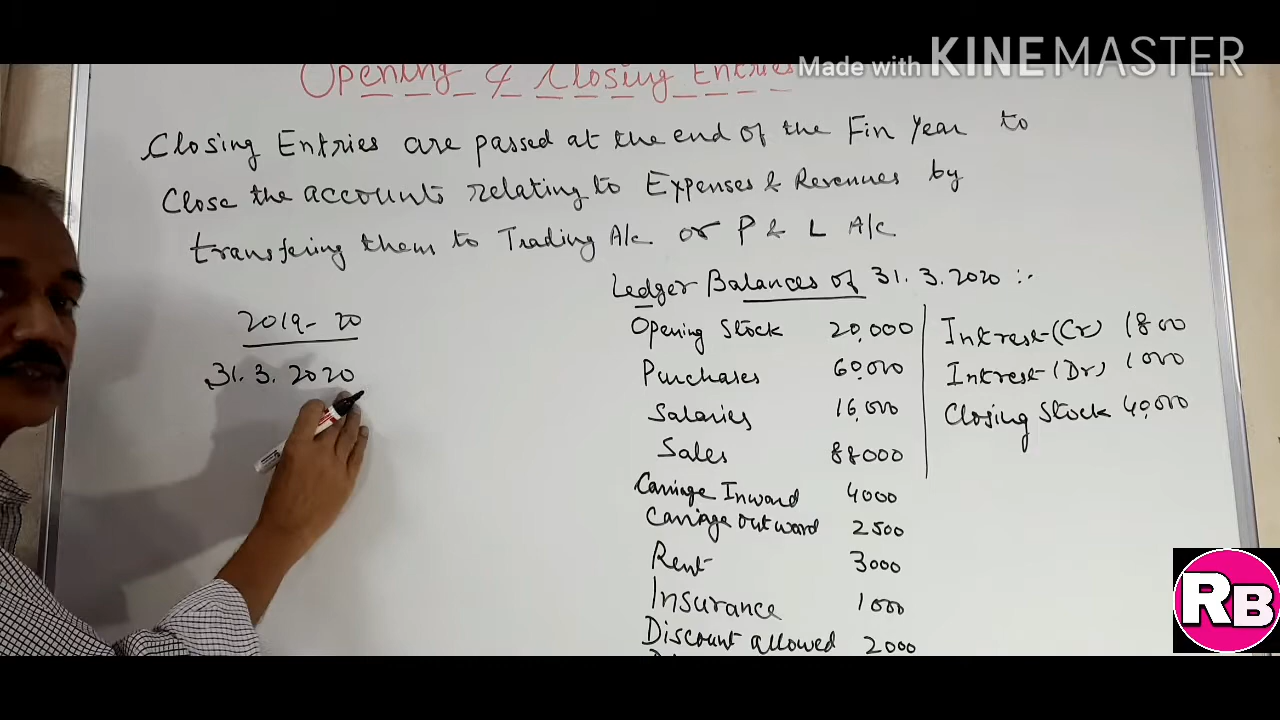 Made with KINEMASTER
Opening & Closing Entries
Closing Entries are passed at the end of the Fin Year to
Close the accounts relating to Expenses & Revenues by
transfering them to Trading A/c or P & L A/c
Ledger Balances of 31.3.2020 :-
2019-20
31.3.2020
Opening Stock 20,000
Purchases 60,000
Salaries 16,000
Sales 88000
Carriage Inward 4000
Carriage outward 2500
Rent 3000
Insurance 1000
Discount allowed 2000
Intrest (Cr) 1800
Intrest (Dr) 1000
Closing Stock 40,000
RB